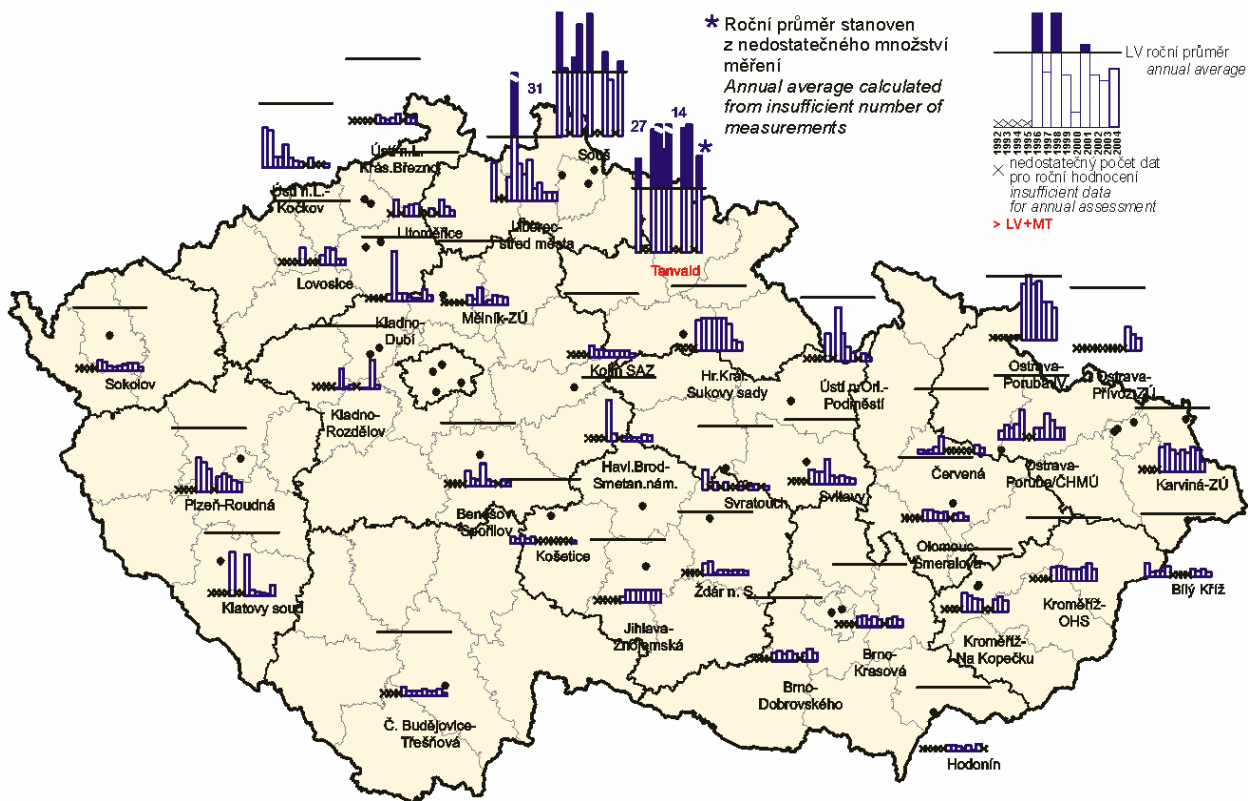 * Roční průměr stanoven
z nedostatečného množství
měření
Annual average calculated
from insufficient number of
measurements
LV roční průměr
annual average
1992
1993
1994
1995
1996
1997
1998
1999
2000
2001
2002
2003
2004
nedostatečný počet dat
pro roční hodnocení
insufficient data
for annual assessment
> LV+MT
31
27
14
*
Ústí n.L.-
Krás.Březno
Souš
Ústí n.L.-
Kočkov
Litoměřice
Liberec-
střed města
Lovosice
Tanvald
Mělník-ZÚ
Kladno-
Dubí
Sokolov
Kolín SAZ
Hr.Král.-
Sukovy sady
Ústí n.Orl.-
Podměstí
Ostrava-
Poruba IV.
Ostrava-
Přívoz ZÚ
Kladno-
Rozdělov
Havl.Brod-
Smetan.nám.
Svratouch
Svitavy
Červená
Ostrava-
Poruba/ČHMÚ
Karviná-ZÚ
Plzeň-Roudná
Benešov-
Spořilov
Košetice
Olomouc-
Šmeralova
Klatovy soud
Žďár n. S.
Bílý Kříž
Kroměříž-
OHS
Jihlava-
Znojemská
Brno-
Krasová
Kroměříž-
Na Kopečku
Brno-
Dobrovského
Č. Budějovice-
Třešňová
Hodonín